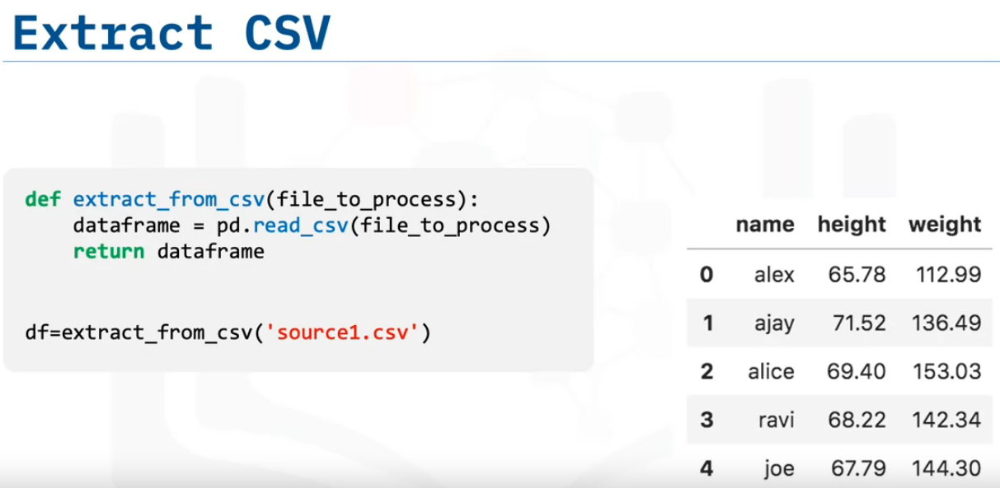 Extract CSV
def extract_from_csv(file_to_process):
    dataframe = pd.read_csv(file_to_process)
    return dataframe
df=extract_from_csv('source1.csv')
name height weight
0 alex 65.78 112.99
1 ajay 71.52 136.49
2 alice 69.40 153.03
3 ravi 68.22 142.34
4 joe 67.79 144.30